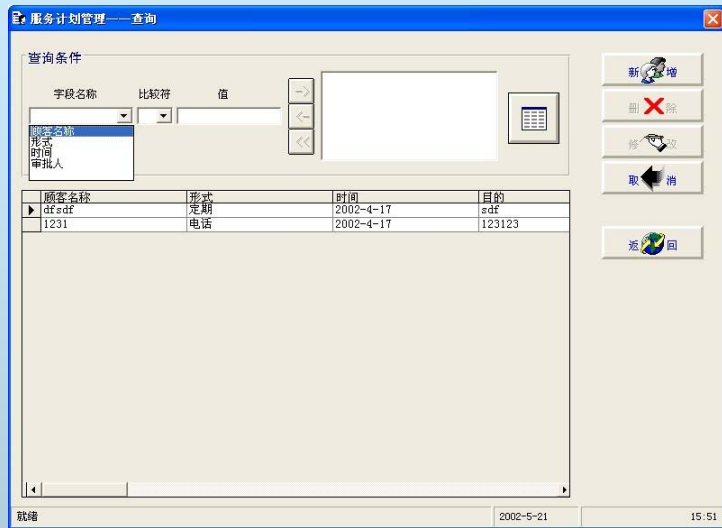 服务计划管理——查询
查询条件
字段名称 比较符 值
->
<-
<<
顾客名称
形式
时间
审批人
新增
删除
修改
取消
返回
顾客名称 形式 时间 目的
dfsdf 定期 2002-4-17 sdf
1231 电话 2002-4-17 123123
就绪 2002-5-21 15:51